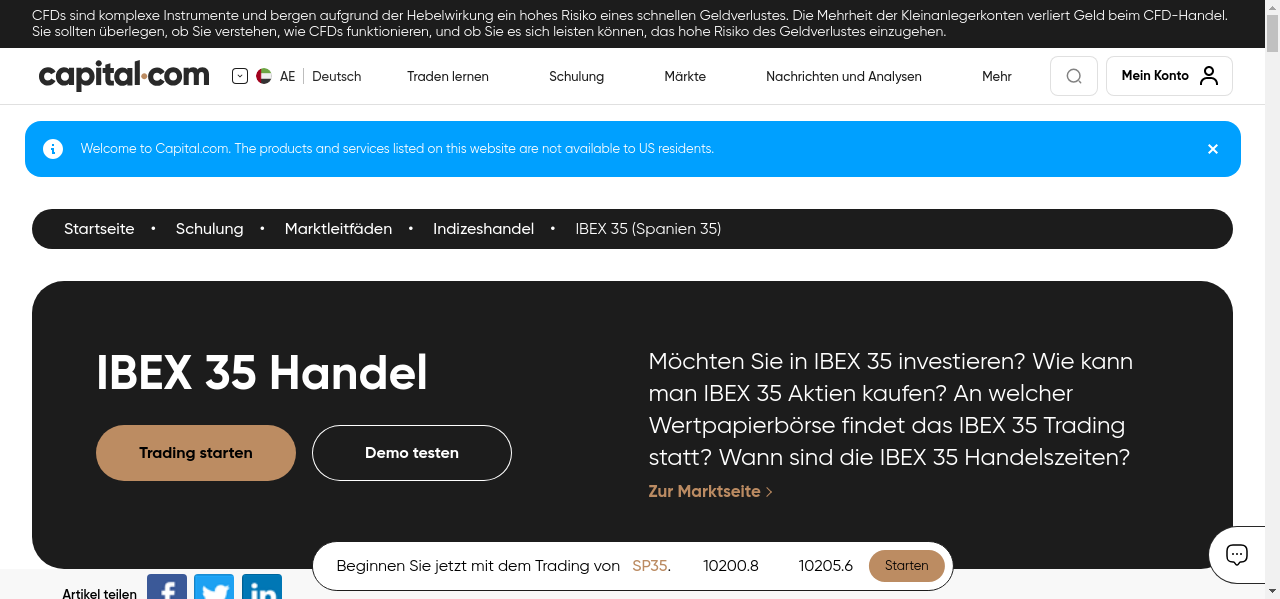 CFDs sind komplexe Instrumente und bergen aufgrund der Hebelwirkung ein hohes Risiko eines schnellen Geldverlustes. Die Mehrheit der Kleinanlegerkonten verliert Geld beim CFD-Handel.
Sie sollten überlegen, ob Sie verstehen, wie CFDs funktionieren, und ob Sie es sich leisten können, das hohe Risiko des Geldverlustes einzugehen.
capital.com AE Deutsch Traden lernen Schulung Märkte Nachrichten und Analysen Mehr Mein Konto
Welcome to Capital.com. The products and services listed on this website are not available to US residents.
Startseite • Schulung • Marktleitfäden • Indizeshandel • IBEX 35 (Spanien 35)
IBEX 35 Handel
Trading starten Demo testen
Möchten Sie in IBEX 35 investieren? Wie kann
man IBEX 35 Aktien kaufen? An welcher
Wertpapierbörse findet das IBEX 35 Trading
statt? Wann sind die IBEX 35 Handelszeiten?
Zur Marktseite
Beginnen Sie jetzt mit dem Trading von SP35. 10200.8 10205.6 Starten
Artikel teilen